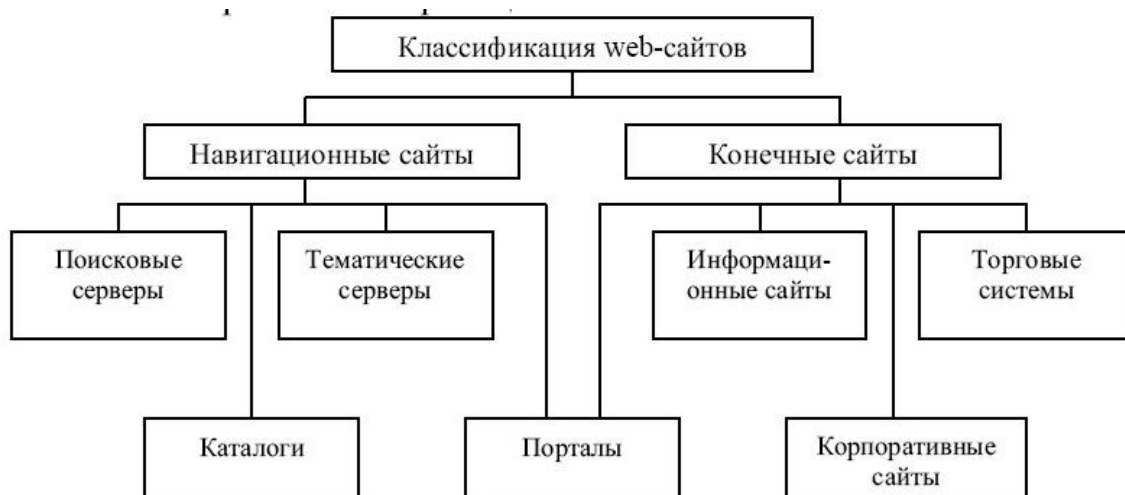 Классификация web-сайтов
Навигационные сайты
Конечные сайты
Поисковые
серверы
Тематические
серверы
Информаци-
онные сайты
Торговые
системы
Каталоги
Порталы
Корпоративные
сайты